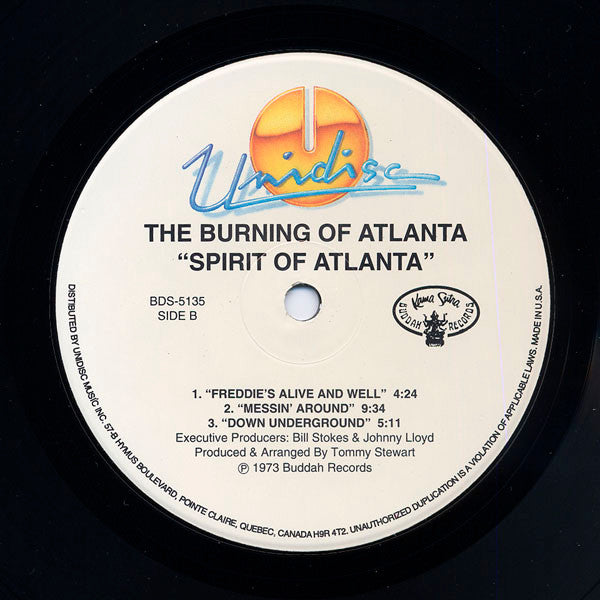 Unidisc
THE BURNING OF ATLANTA
“SPIRIT OF ATLANTA”
BDS-5135
SIDE B
Kama Sutra
BUDDAH RECORDS
1. “FREDDIE'S ALIVE AND WELL” 4:24
2. “MESSIN' AROUND” 9:34
3. “DOWN UNDERGROUND” 5:11
Executive Producers: Bill Stokes & Johnny Lloyd
Produced & Arranged By Tommy Stewart
℗ 1973 Buddah Records
DISTIBUTED BY UNIDISC MUSIC INC. 57-B HYMUS BOULEVARD, POINTE CLAIRE, QUEBEC, CANADA H9R 4T2. UNAUTHORIZED DUPLICATION IS A VIOLATION OF APPLICABLE LAWS. MADE IN U.S.A.